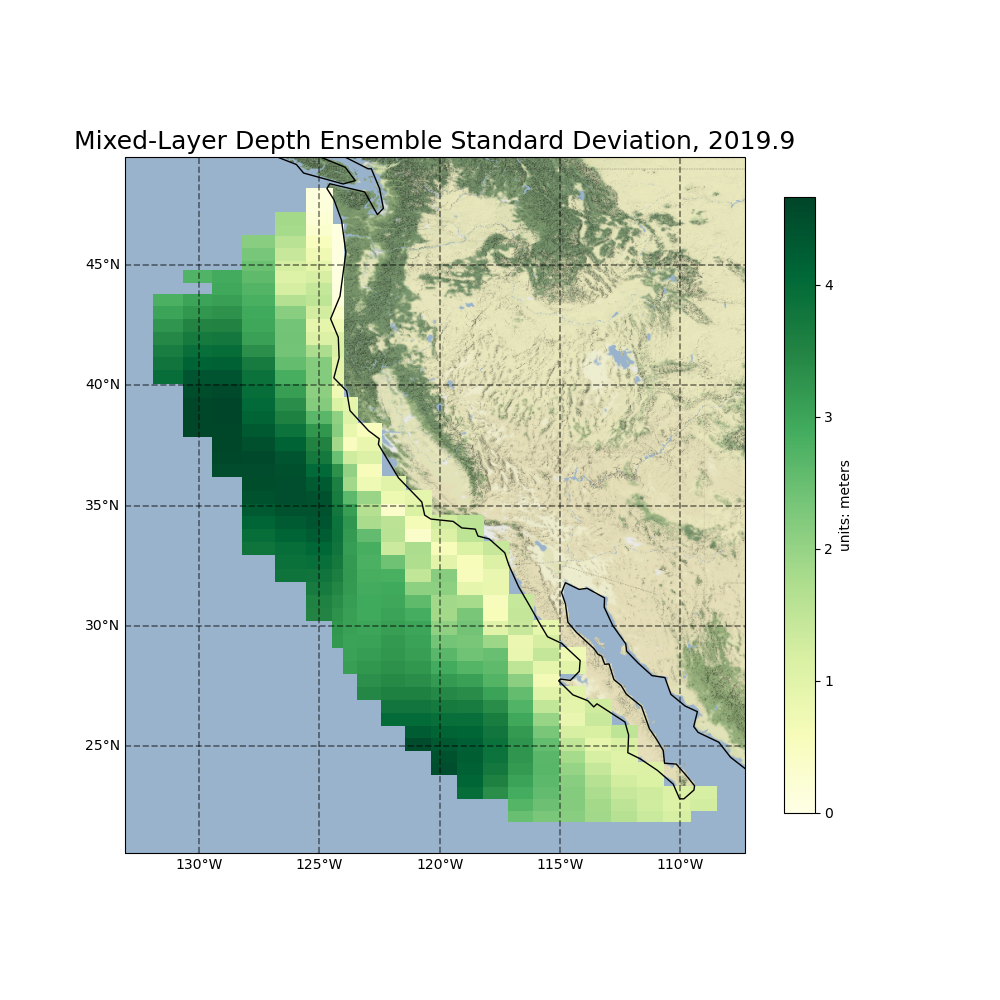 Mixed-Layer Depth Ensemble Standard Deviation, 2019.9
45°N
40°N
35°N
30°N
25°N
130°W
125°W
120°W
115°W
110°W
4
3
2
1
0
units: meters